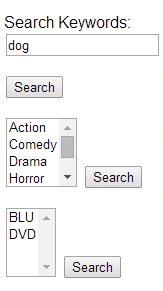 Search Keywords:
dog
Search
Action
Comedy
Drama
Horror
Search
BLU
DVD
Search